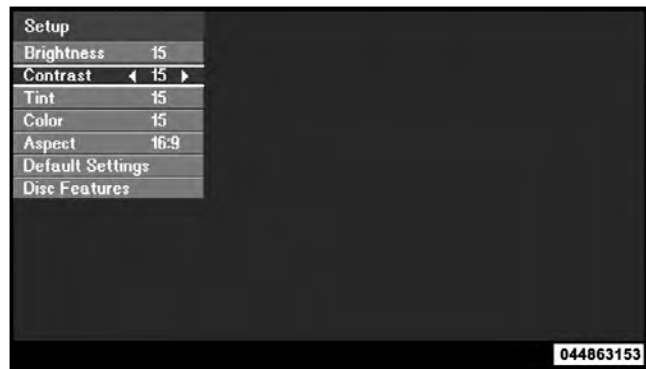 Setup
Brightness 15
Contrast 15
Tint 15
Color 15
Aspect 16:9
Default Settings
Disc Features
044863153